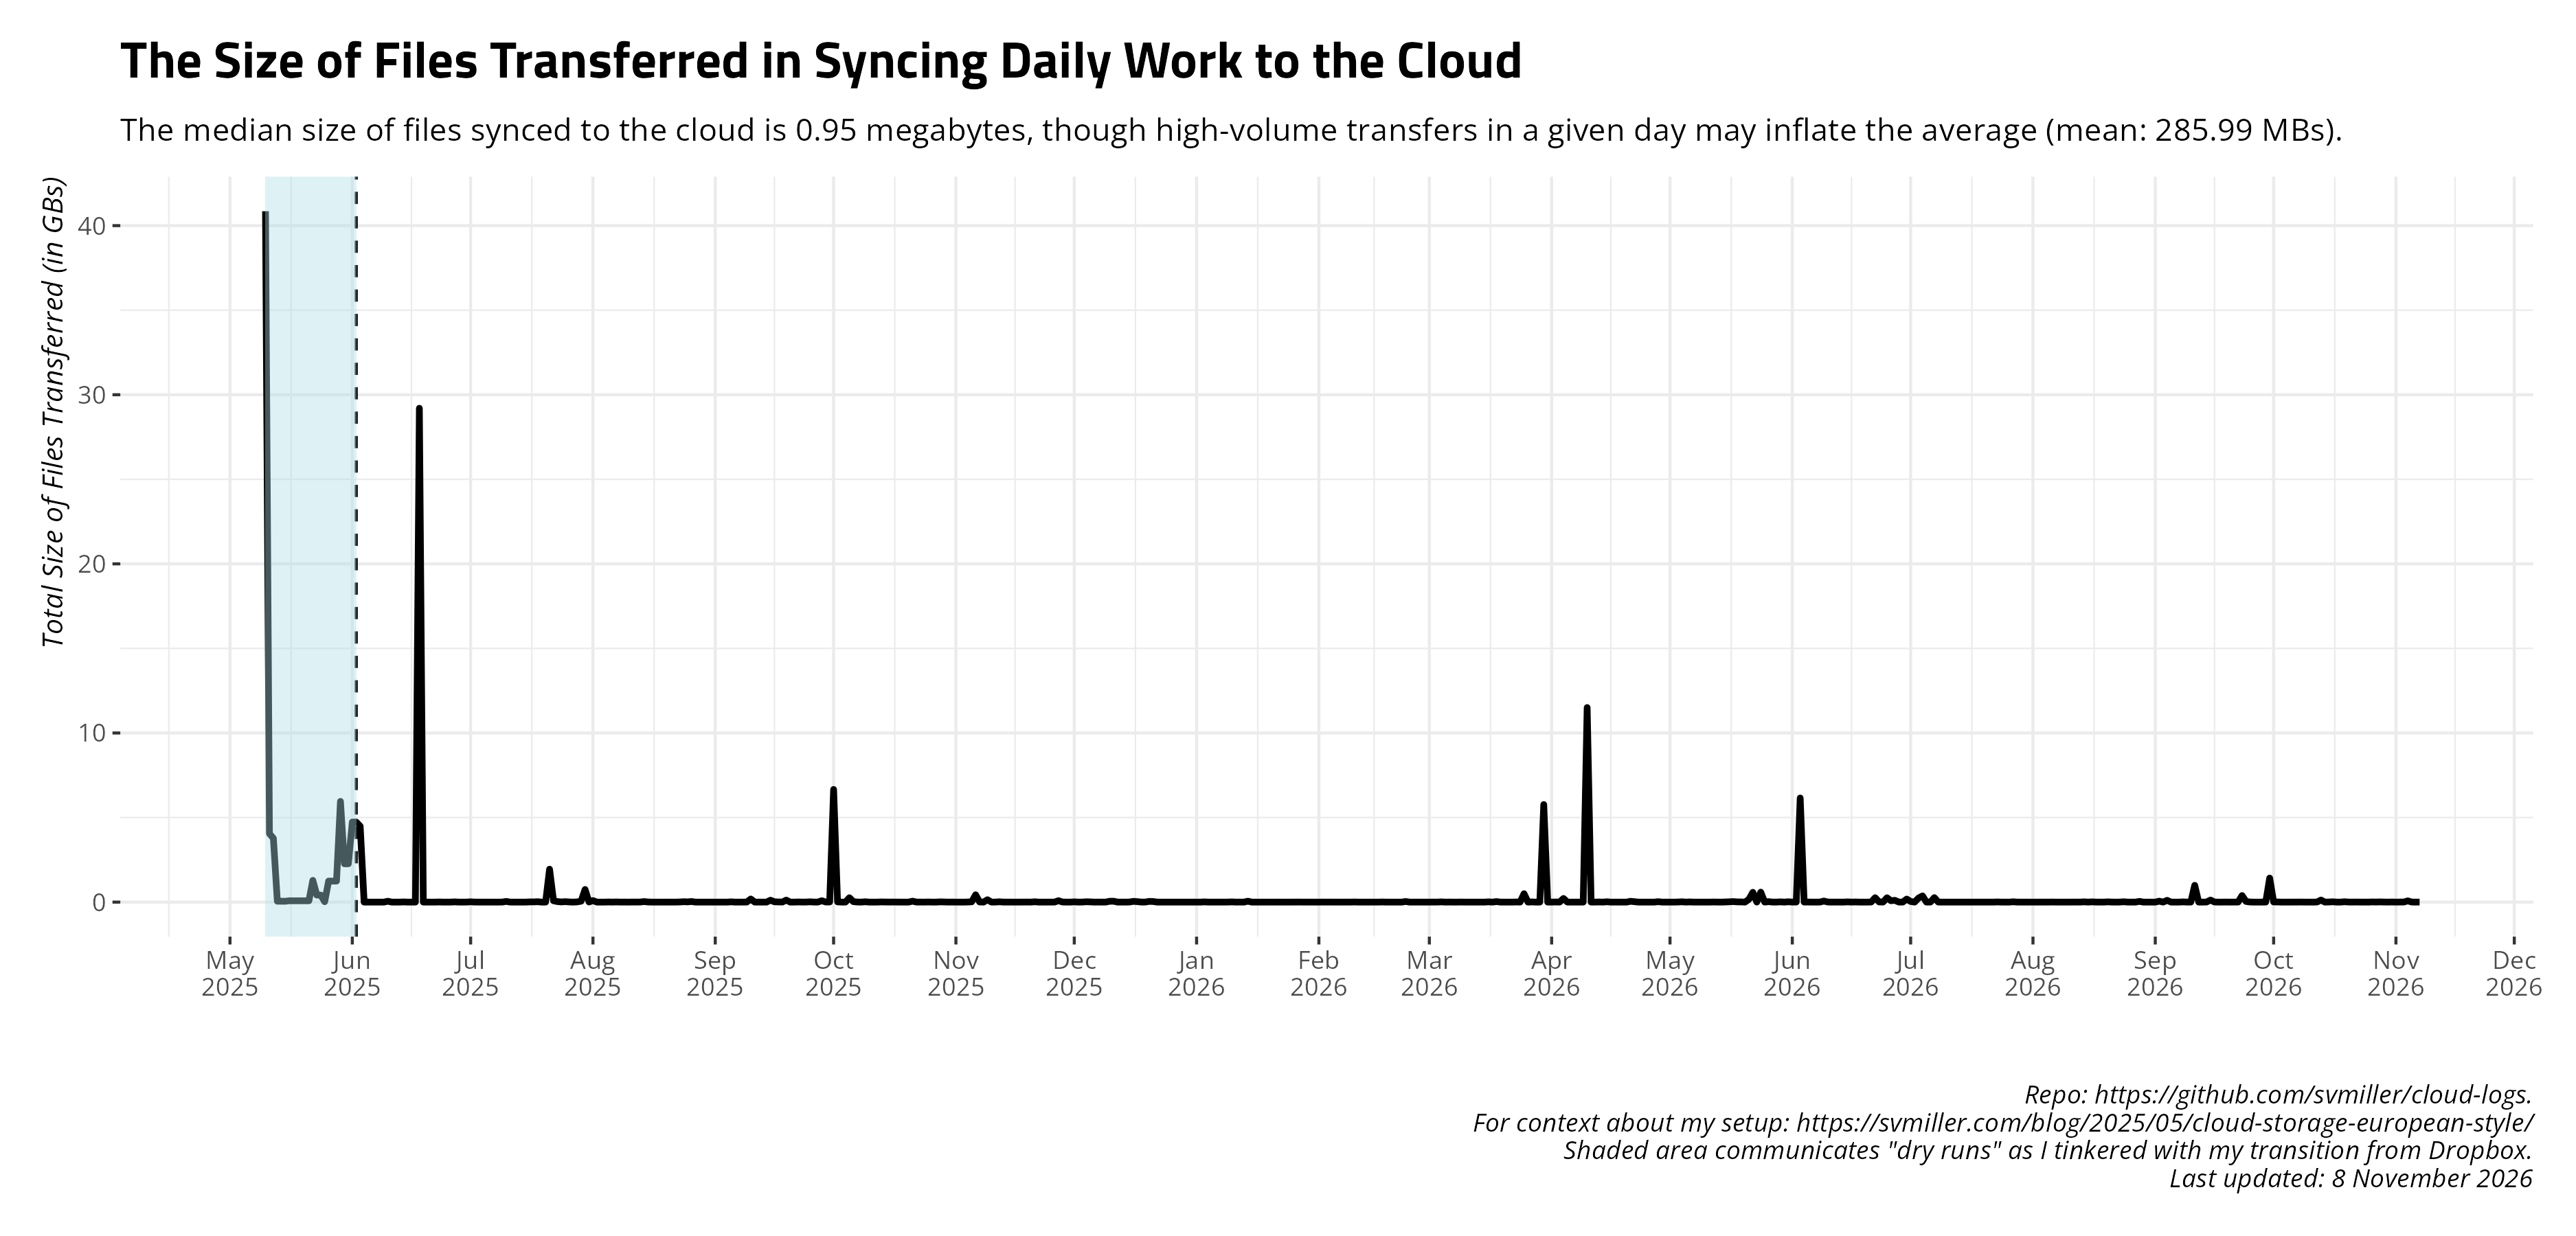 The Size of Files Transferred in Syncing Daily Work to the Cloud
The median size of files synced to the cloud is 0.95 megabytes, though high-volume transfers in a given day may inflate the average (mean: 285.99 MBs).
Total Size of Files Transferred (in GBs)
40
30
20
10
0
May Jun Jul Aug Sep Oct Nov Dec Jan Feb Mar Apr May Jun Jul Aug Sep Oct Nov Dec
2025 2025 2025 2025 2025 2025 2025 2025 2026 2026 2026 2026 2026 2026 2026 2026 2026 2026 2026 2026
Repo: https://github.com/svmiller/cloud-logs.
For context about my setup: https://svmiller.com/blog/2025/05/cloud-storage-european-style/
Shaded area communicates "dry runs" as I tinkered with my transition from Dropbox.
Last updated: 8 November 2026